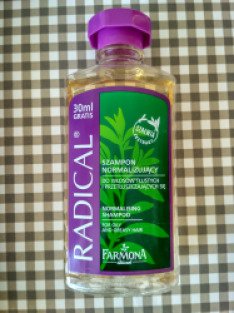 30ml
GRATIS
RADICAL®
SZAMPON
NORMALIZUJĄCY
DO WŁOSÓW TŁUSTYCH
I PRZETŁUSZCZAJĄCYCH SIĘ
NORMALISING
SHAMPOO
FOR OILY
AND GREASY HAIR
FARMONA